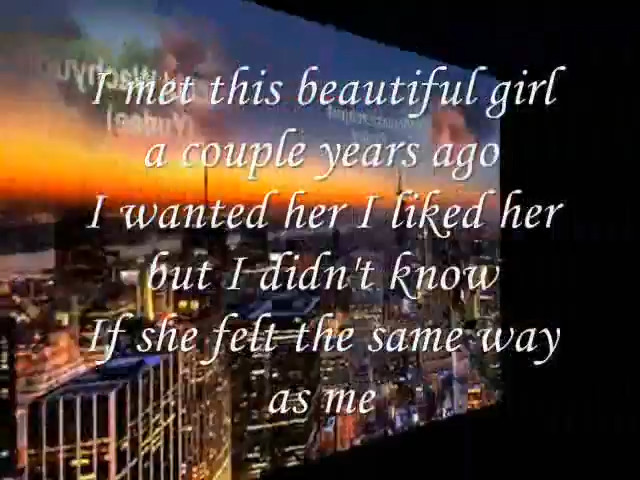 I met this beautiful girl
a couple years ago
I wanted her I liked her
but I didn't know
If she felt the same way
as me